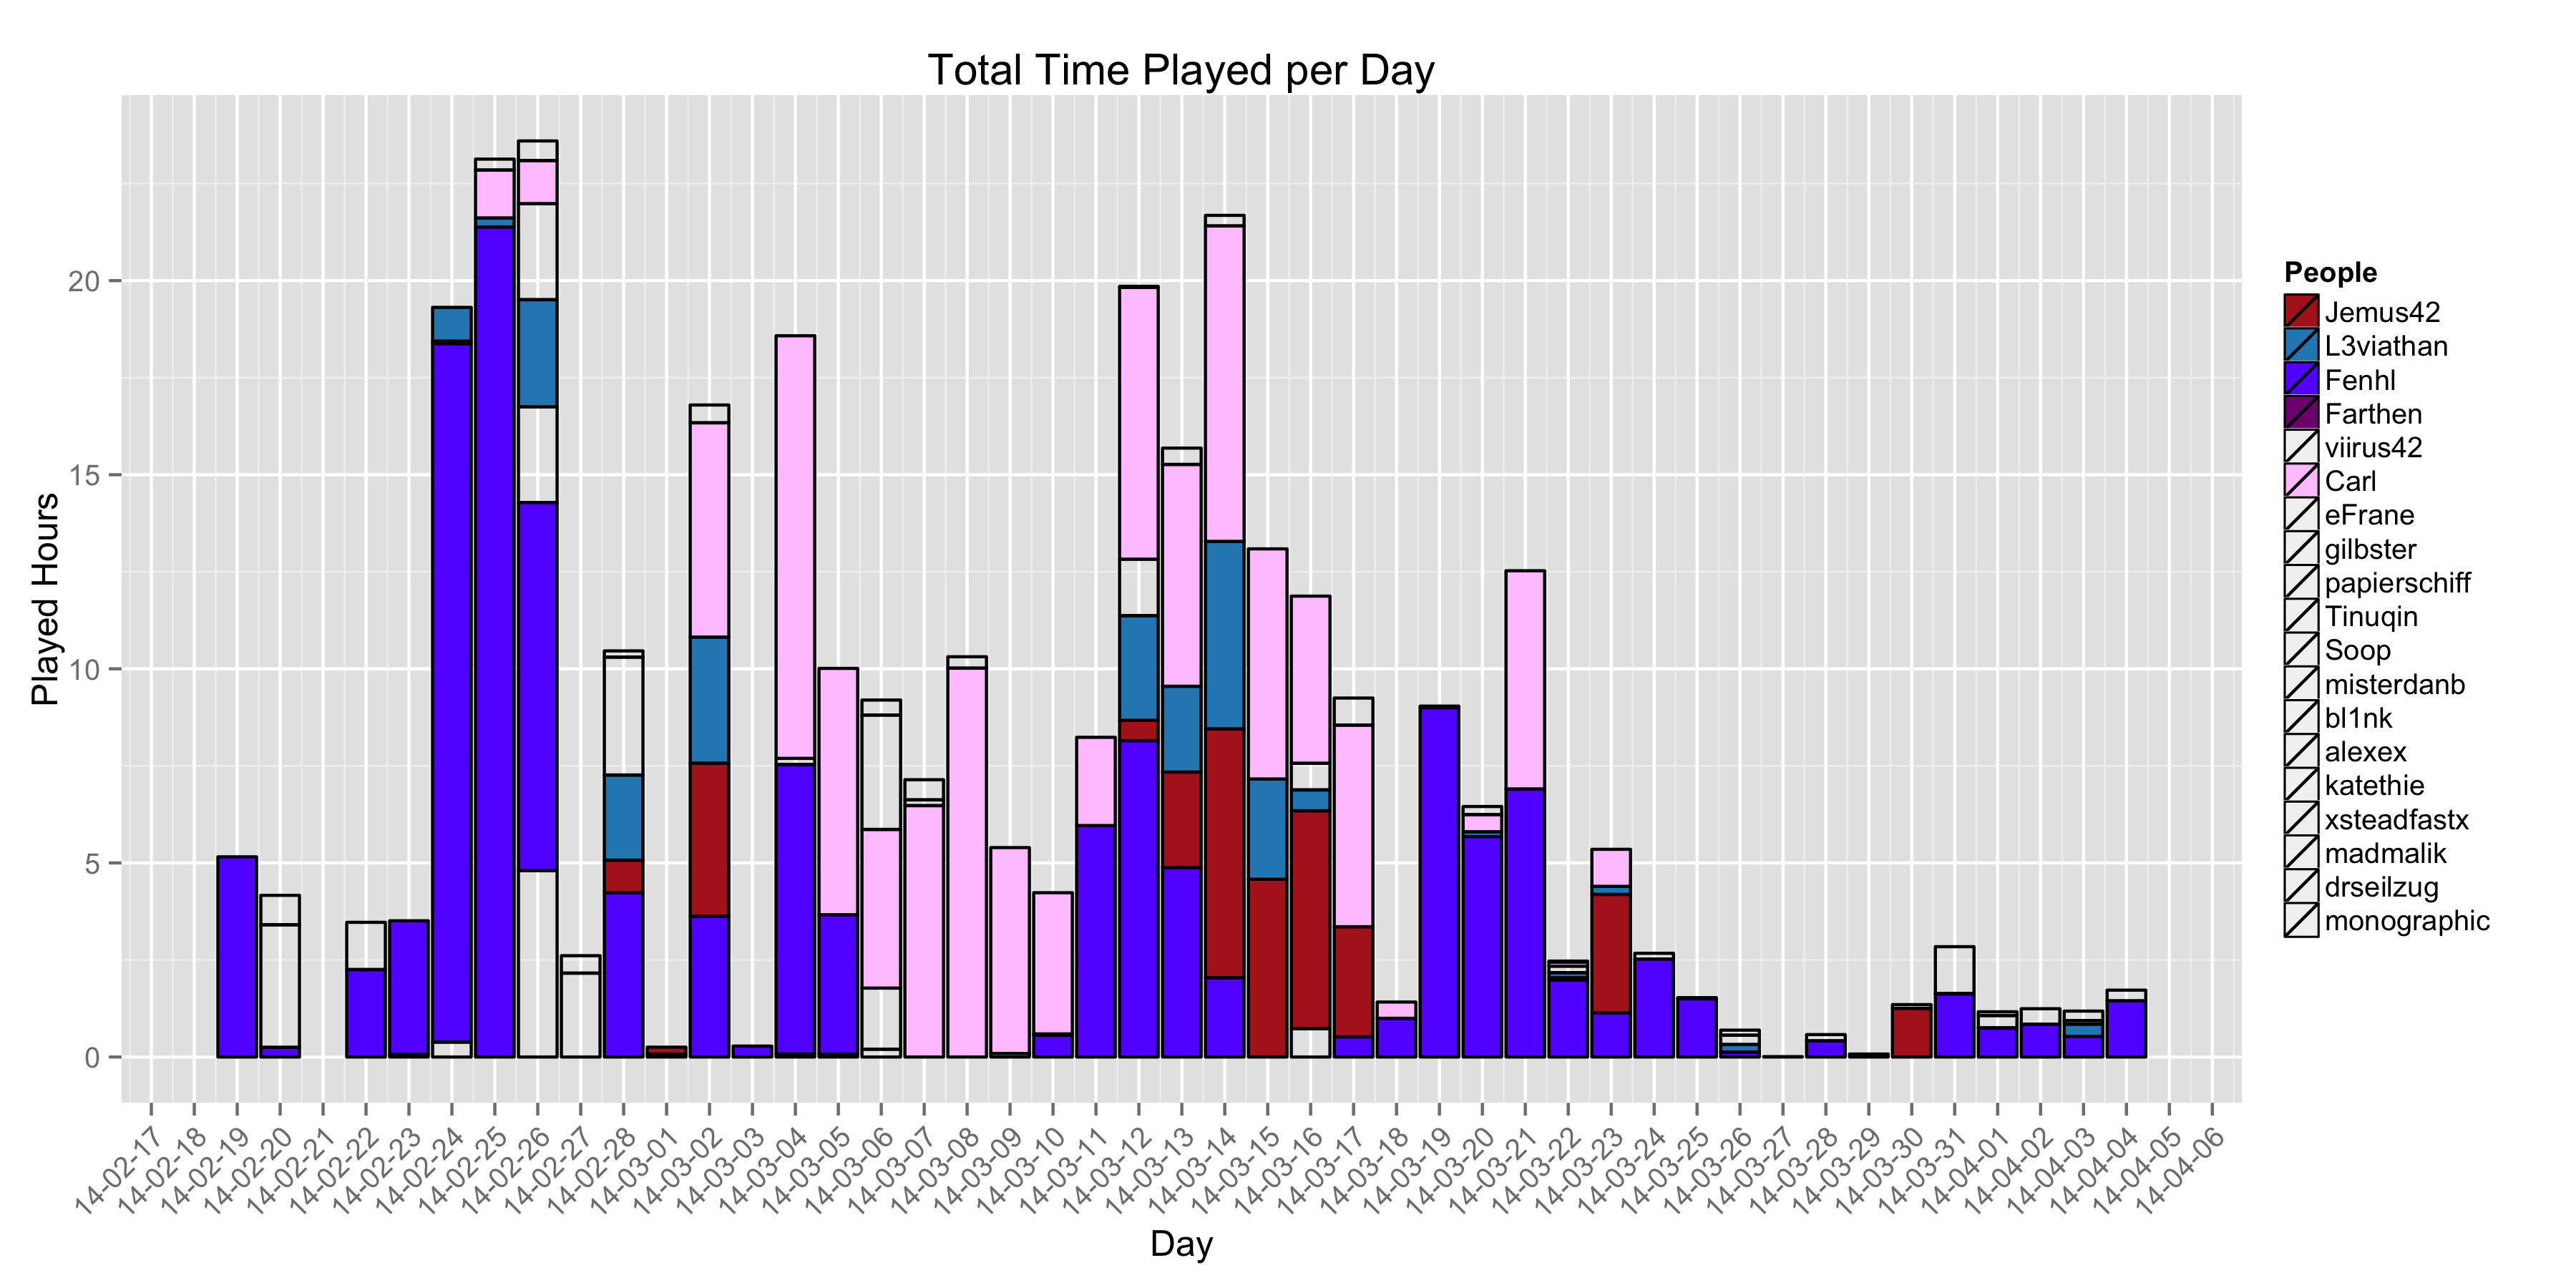 Total Time Played per Day
Played Hours
20
15
10
5
0
14-02-17
14-02-18
14-02-19
14-02-20
14-02-21
14-02-22
14-02-23
14-02-24
14-02-25
14-02-26
14-02-27
14-02-28
14-03-01
14-03-02
14-03-03
14-03-04
14-03-05
14-03-06
14-03-07
14-03-08
14-03-09
14-03-10
14-03-11
14-03-12
14-03-13
14-03-14
14-03-15
14-03-16
14-03-17
14-03-18
14-03-19
14-03-20
14-03-21
14-03-22
14-03-23
14-03-24
14-03-25
14-03-26
14-03-27
14-03-28
14-03-29
14-03-30
14-03-31
14-04-01
14-04-02
14-04-03
14-04-04
14-04-05
14-04-06
Day
People
Jemus42
L3viathan
Fenhl
Farthen
viirus42
Carl
eFrane
gilbster
papierschiff
Tinuqin
Soop
misterdanb
bl1nk
alexex
katethie
xsteadfastx
madmalik
drseilzug
monographic